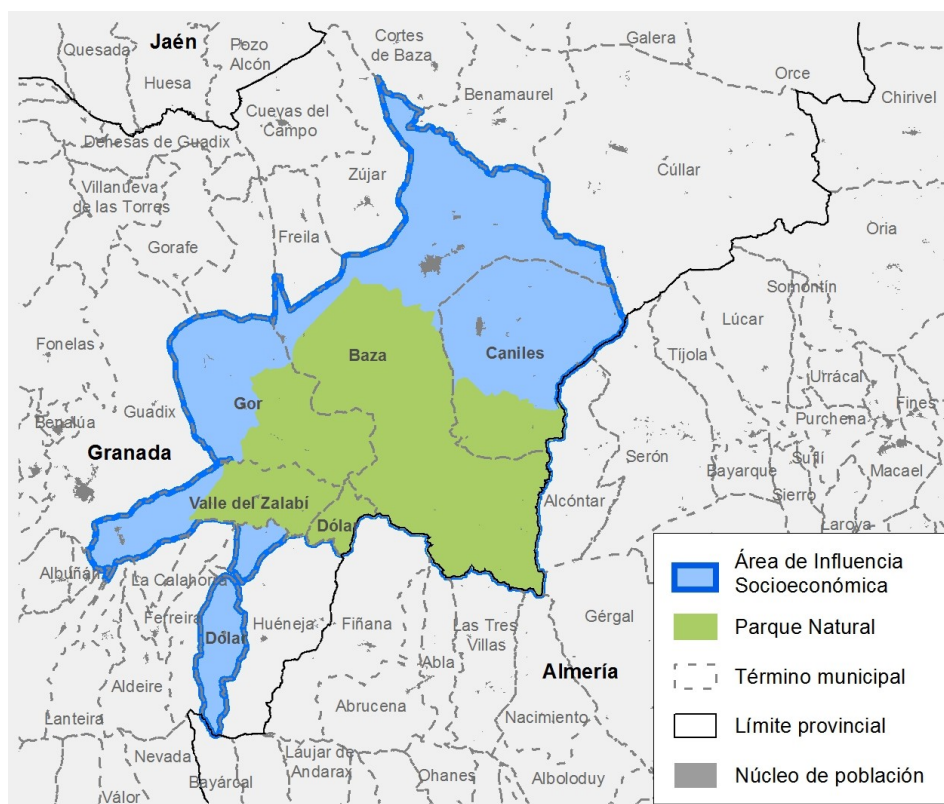 Jaén
Quesada
Pozo
Alcón
Huesa
Cortes
de Baza
Galera
Orce
Chirivel
Benamaurel
Cuevas del
Campo
Dehesas de Guadix
Zújar
Cúllar
Villanueva
de las Torres
Gorafe
Freila
Oria
Somontín
Lúcar
Fonelas
Baza
Caniles
Tíjola
Urrácal
Guadix
Gor
Purchena
Fines
Benalúa
Granada
Serón
Bayarque
Suflí
Macael
Sierro
Valle del Zalabí
Dólar
Alcóntar
Laroya
Albuñán
La Calahorra
Ferreira
Dólar
Huéneja
Fiñana
Las Tres
Villas
Gérgal
Abla
Almería
Aldeire
Abrucena
Lanteira
Nacimiento
Nevada
Láujar de
Andarax
Bayárcal
Ohanes
Alboloduy
Válor
Área de Influencia
Socioeconómica
Parque Natural
Término municipal
Límite provincial
Núcleo de población